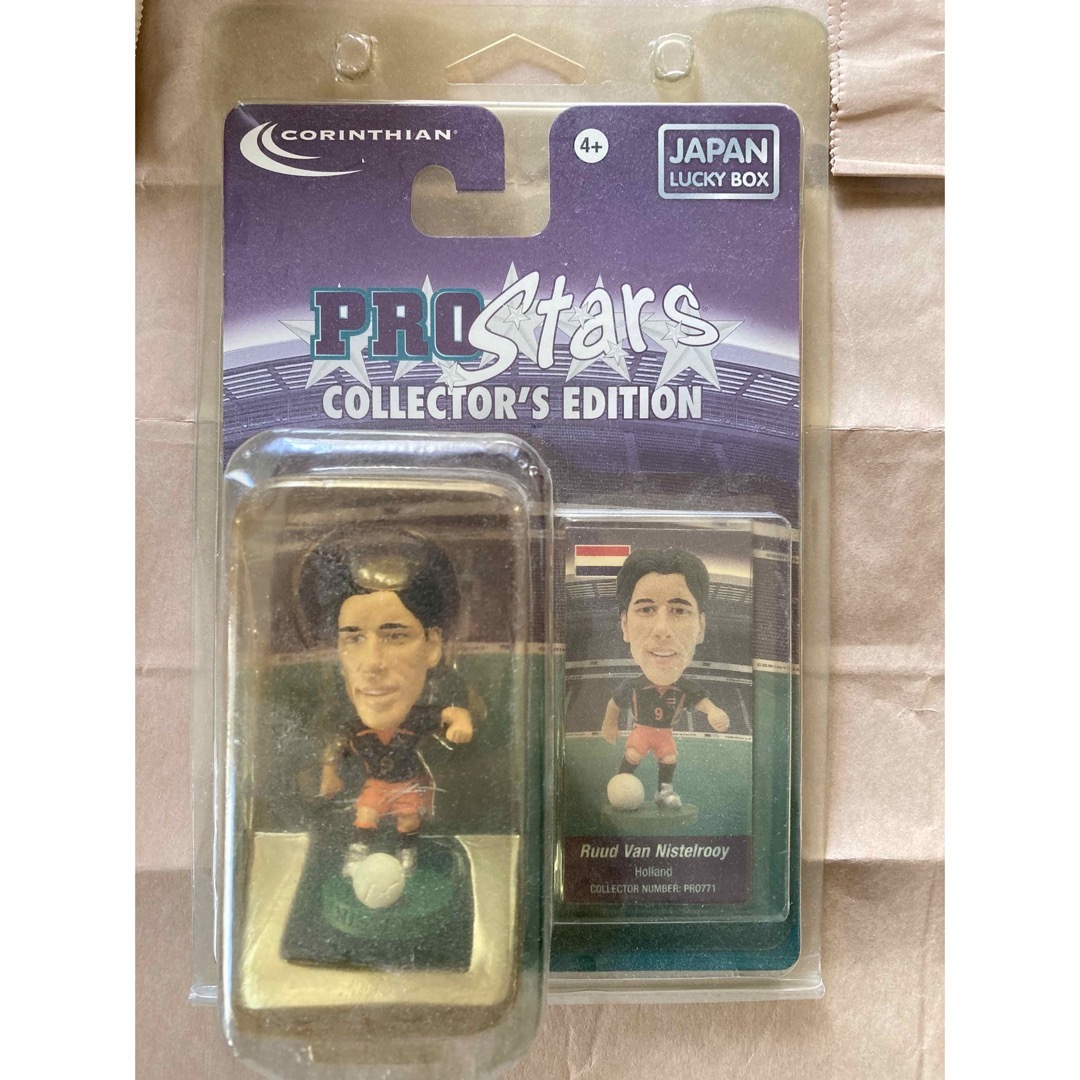 CORINTHIAN
4+
JAPAN
LUCKY BOX
PROStars
COLLECTOR'S EDITION
9
Ruud Van Nistelrooy
Holland
COLLECTOR NUMBER: PRO771